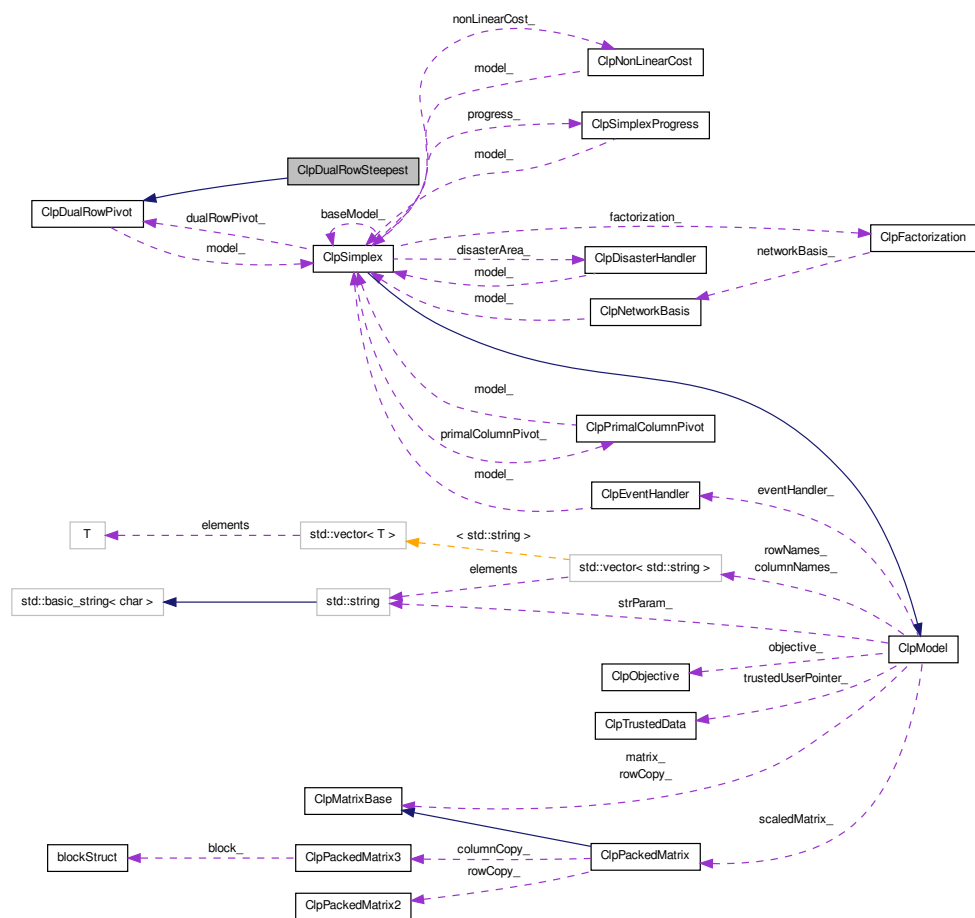 nonLinearCost_
ClpNonLinearCost
model_
progress_
ClpSimplexProgress
model_
ClpDualRowSteepest
ClpDualRowPivot
dualRowPivot_
baseModel_
factorization_
ClpFactorization
model_
ClpSimplex
disasterArea_
ClpDisasterHandler
networkBasis_
model_
model_
ClpNetworkBasis
model_
ClpPrimalColumnPivot
primalColumnPivot_
model_
ClpEventHandler
eventHandler_
T
elements
std::vector< T >
< std::string >
std::vector< std::string >
rowNames_
columnNames_
elements
std::basic_string< char >
std::string
strParam_
ClpModel
objective_
ClpObjective
trustedUserPointer_
ClpTrustedData
matrix_
rowCopy_
ClpMatrixBase
scaledMatrix_
blockStruct
block_
ClpPackedMatrix3
columnCopy_
ClpPackedMatrix
rowCopy_
ClpPackedMatrix2